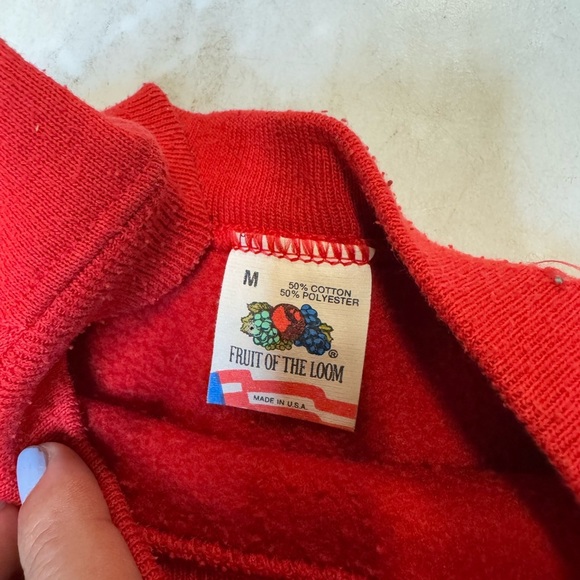 M
50% COTTON
50% POLYESTER
®
FRUIT OF THE LOOM
MADE IN U.S.A.